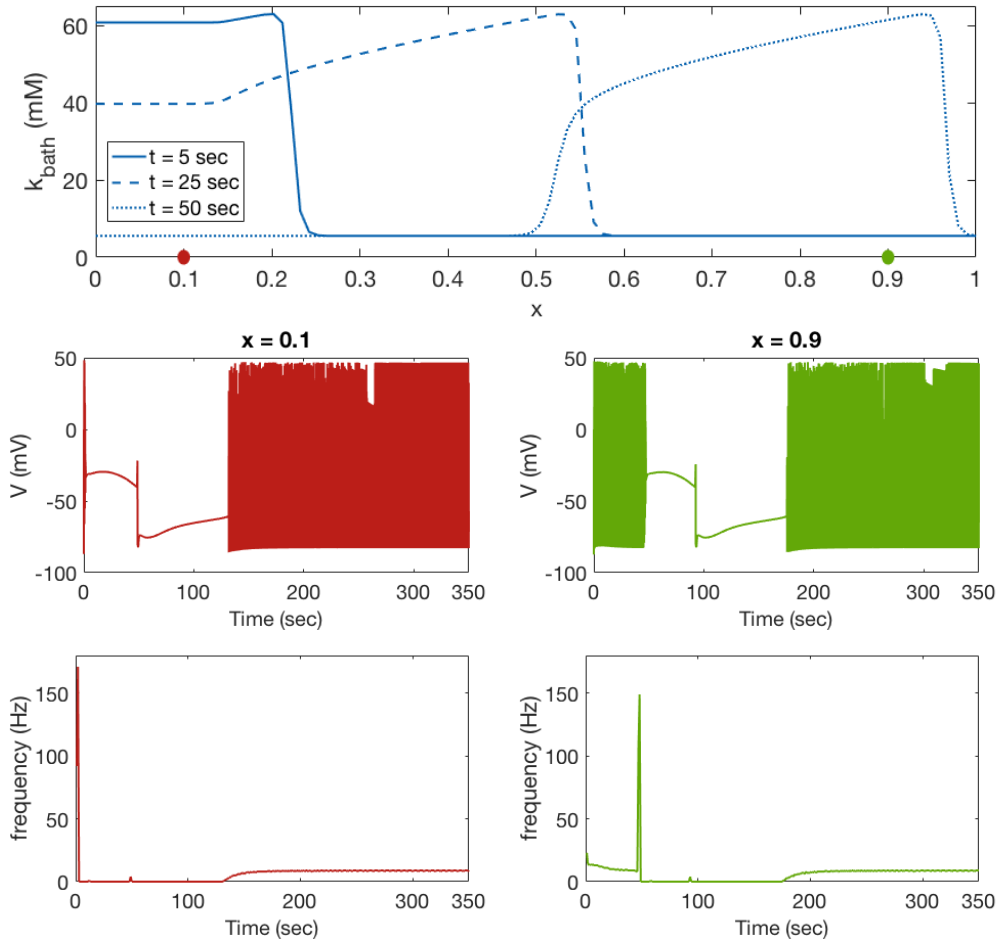 60
40
20
0
k_bath (mM)
t = 5 sec
t = 25 sec
t = 50 sec
0 0.1 0.2 0.3 0.4 0.5 0.6 0.7 0.8 0.9 1
x
x = 0.1
50
0
-50
-100
V (mV)
0 100 200 300 350
Time (sec)
x = 0.9
50
0
-50
-100
V (mV)
0 100 200 300 350
Time (sec)
150
100
50
0
frequency (Hz)
0 100 200 300 350
Time (sec)
150
100
50
0
frequency (Hz)
0 100 200 300 350
Time (sec)